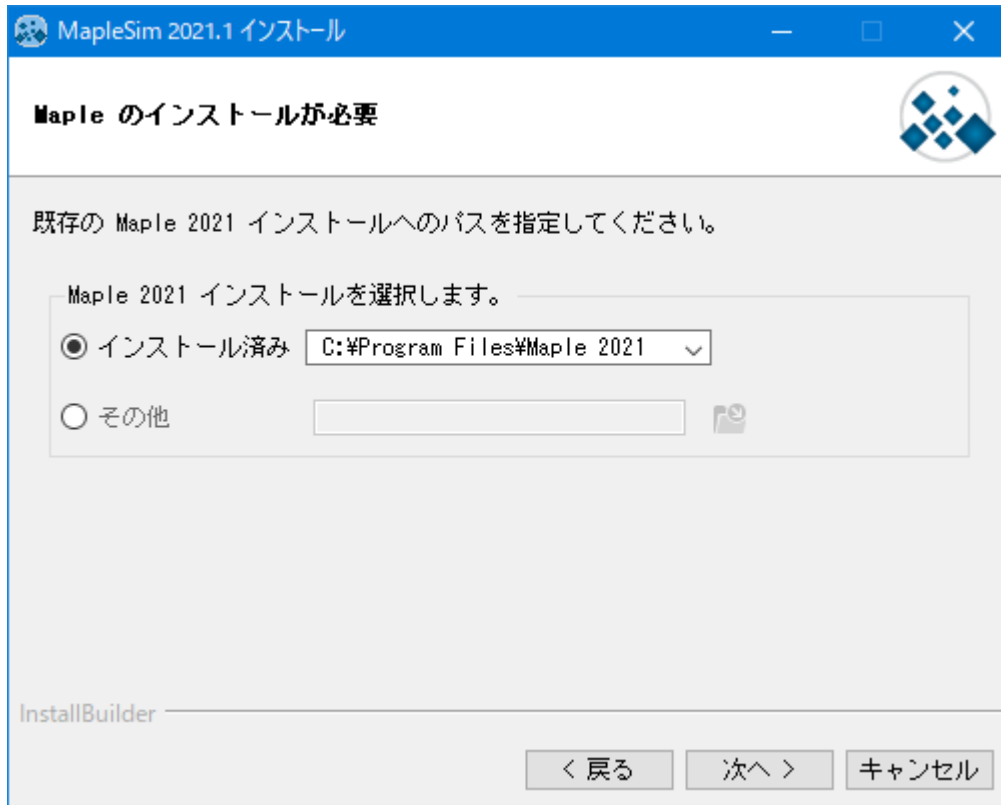 MapleSim 2021.1 インストール
Maple のインストールが必要
既存の Maple 2021 インストールへのパスを指定してください。
Maple 2021 インストールを選択します。
インストール済み C:¥Program Files¥Maple 2021
その他
InstallBuilder
< 戻る 次へ > キャンセル